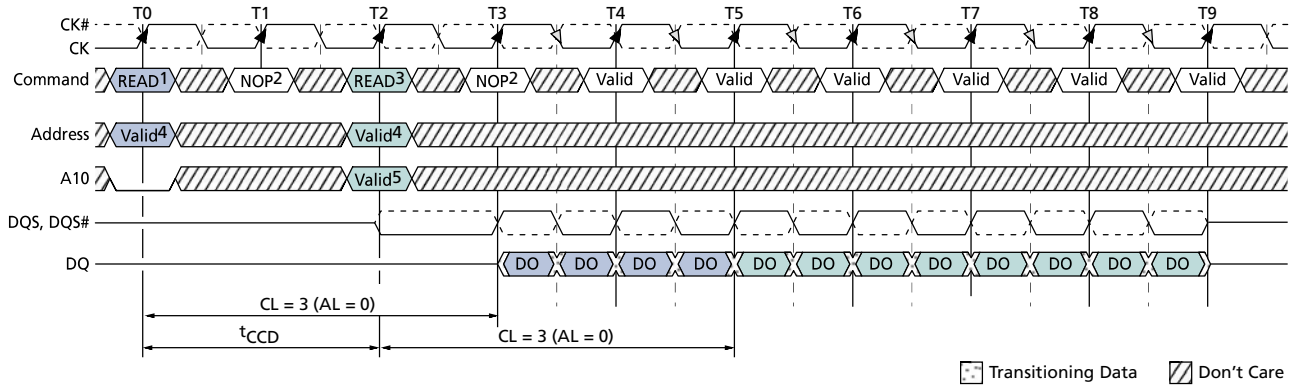 T0 T1 T2 T3 T4 T5 T6 T7 T8 T9
CK#
CK
Command READ1 NOP2 READ3 NOP2 Valid Valid Valid Valid Valid Valid
Address Valid4 Valid4
A10 Valid5
DQS, DQS#
DQ DO DO DO DO DO DO DO DO DO DO DO DO
CL = 3 (AL = 0)
tCCD CL = 3 (AL = 0)
Transitioning Data Don't Care